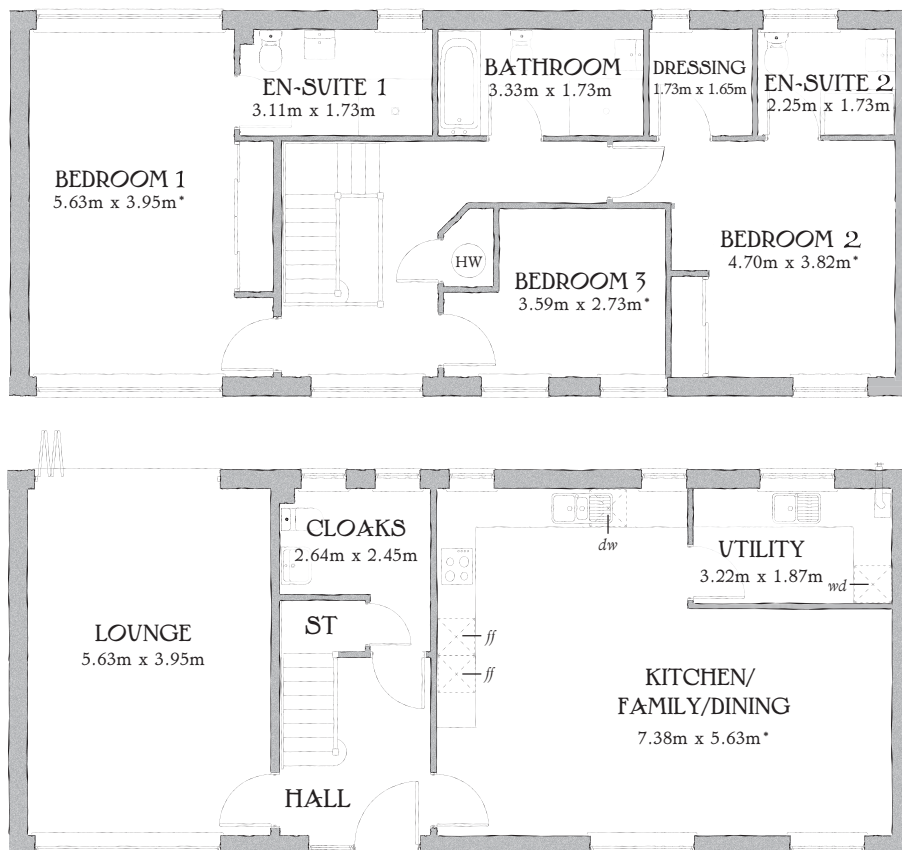 EN-SUITE 1
3.11m x 1.73m
BATHROOM
3.33m x 1.73m
DRESSING
1.73m x 1.65m
EN-SUITE 2
2.25m x 1.73m
BEDROOM 1
5.63m x 3.95m*
HW
BEDROOM 3
3.59m x 2.73m*
BEDROOM 2
4.70m x 3.82m*
CLOAKS
2.64m x 2.45m
dw
UTILITY
3.22m x 1.87m
wd
ST
LOUNGE
5.63m x 3.95m
ff
ff
KITCHEN/
FAMILY/DINING
7.38m x 5.63m*
HALL